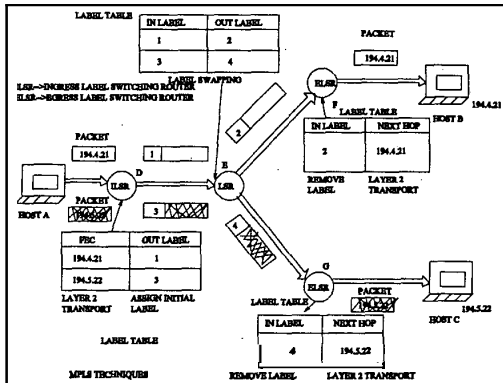 LABEL TABLE
IN LABEL OUT LABEL
1 2
3 4
LABEL SWAPPING
ILSR-->INGRESS LABEL SWITCHING ROUTER
ELSR-->EGRESS LABEL SWITCHING ROUTER
PACKET
194.4.21
ELSR
F
HOST B
194.4.21
LABEL TABLE
IN LABEL NEXT HOP
2 194.4.21
REMOVE LABEL
LAYER 2 TRANSPORT
2
PACKET
194.4.21
D
1
E
ILSR
LSR
HOST A
PACKET
3
4
FEC OUT LABEL
194.4.21 1
194.5.22 3
LAYER 2 TRANSPORT
ASSIGN INITIAL LABEL
LABEL TABLE
G
ELSR
PACKET
HOST C
194.5.22
LABEL TABLE
IN LABEL NEXT HOP
4 194.5.22
REMOVE LABEL LAYER 2 TRANSPORT
MPLS TECHNIQUES